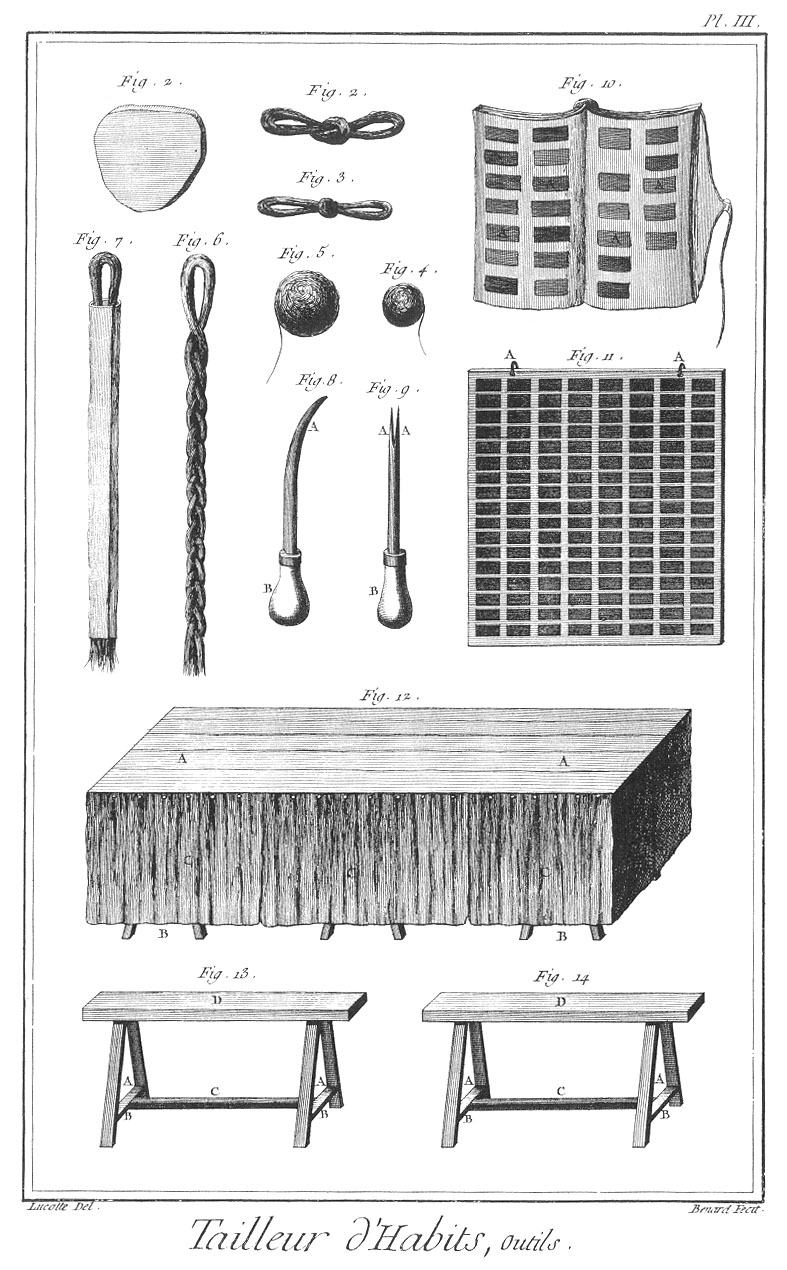 Pl. III.
Fig. 2.
Fig. 2.
Fig. 10.
Fig. 3.
A
A
Fig. 7.
Fig. 6.
A
A
Fig. 5.
Fig. 4.
A
Fig. 11.
A
Fig. 8.
Fig. 9.
A
A
A
B
B
Fig. 12.
A
A
C
C
C
B
B
Fig. 13.
Fig. 14
D
D
A
A
A
A
C
C
B
B
B
B
Lucotte Del.
Benard Fecit.
Tailleur d'Habits, outils.